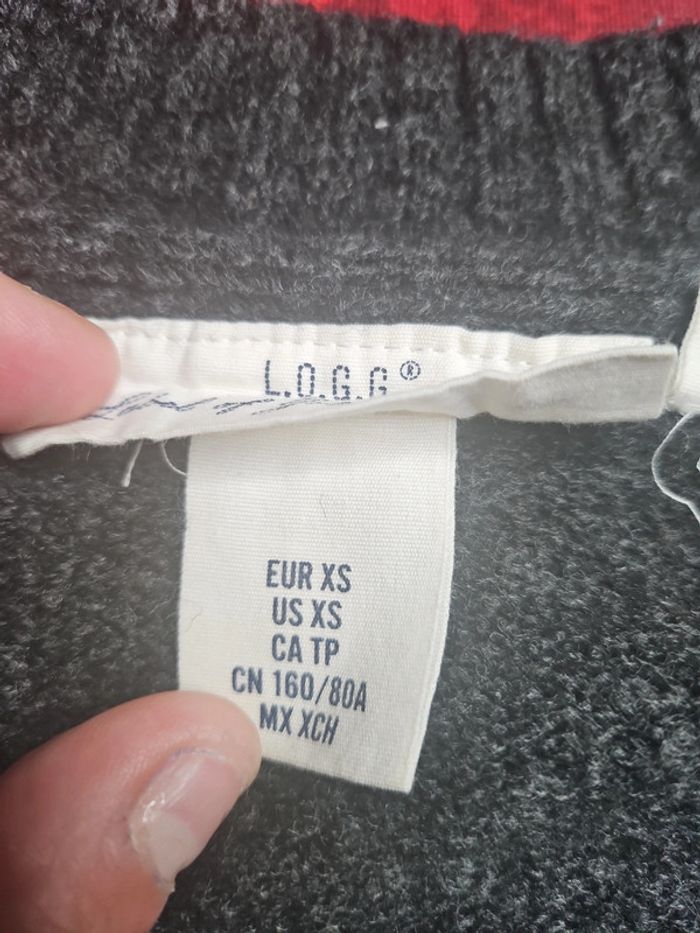 L.O.G.G®
EUR XS
US XS
CA TP
CN 160/80A
MX XCH